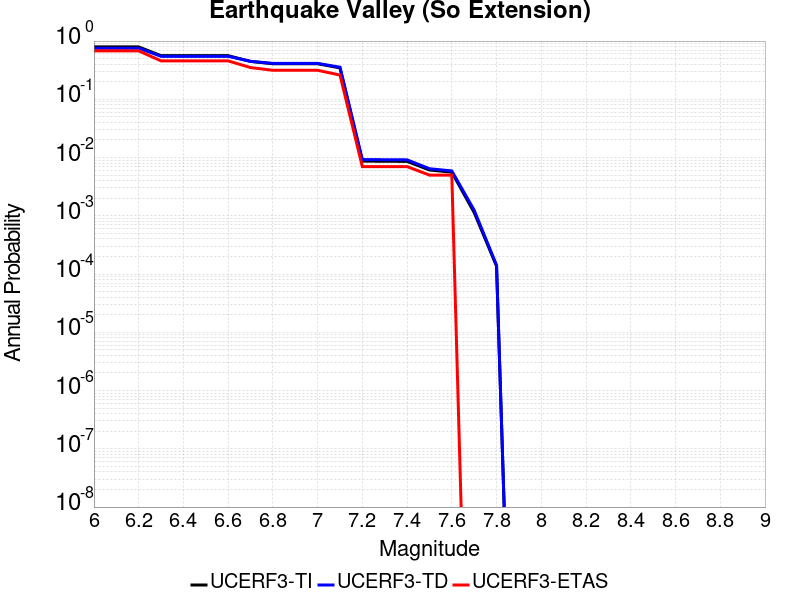 Earthquake Valley (So Extension)
10^0
10^-1
10^-2
10^-3
10^-4
10^-5
10^-6
10^-7
10^-8
Annual Probability
6 6.2 6.4 6.6 6.8 7 7.2 7.4 7.6 7.8 8 8.2 8.4 8.6 8.8 9
Magnitude
UCERF3-TI UCERF3-TD UCERF3-ETAS